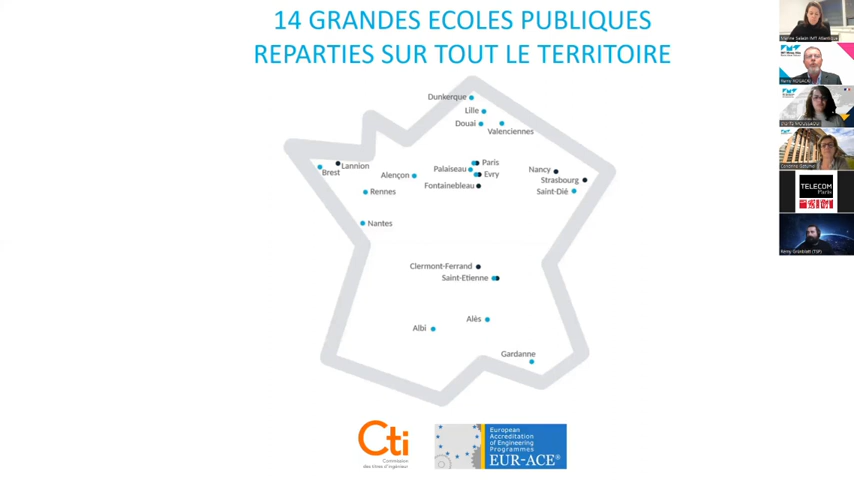 14 GRANDES ECOLES PUBLIQUES
REPARTIES SUR TOUT LE TERRITOIRE
Dunkerque
Lille
Douai
Valenciennes
Paris
Lannion
Brest
Palaiseau
Nancy
Alençon
Evry
Strasbourg
Fontainebleau
Saint-Dié
Rennes
Nantes
Clermont-Ferrand
Saint-Etienne
Alès
Albi
Gardanne
Cti
Commission
des titres d'ingénieur
European
Accreditation
of Engineering
Programmes
EUR-ACE®
TELECOM
Paris